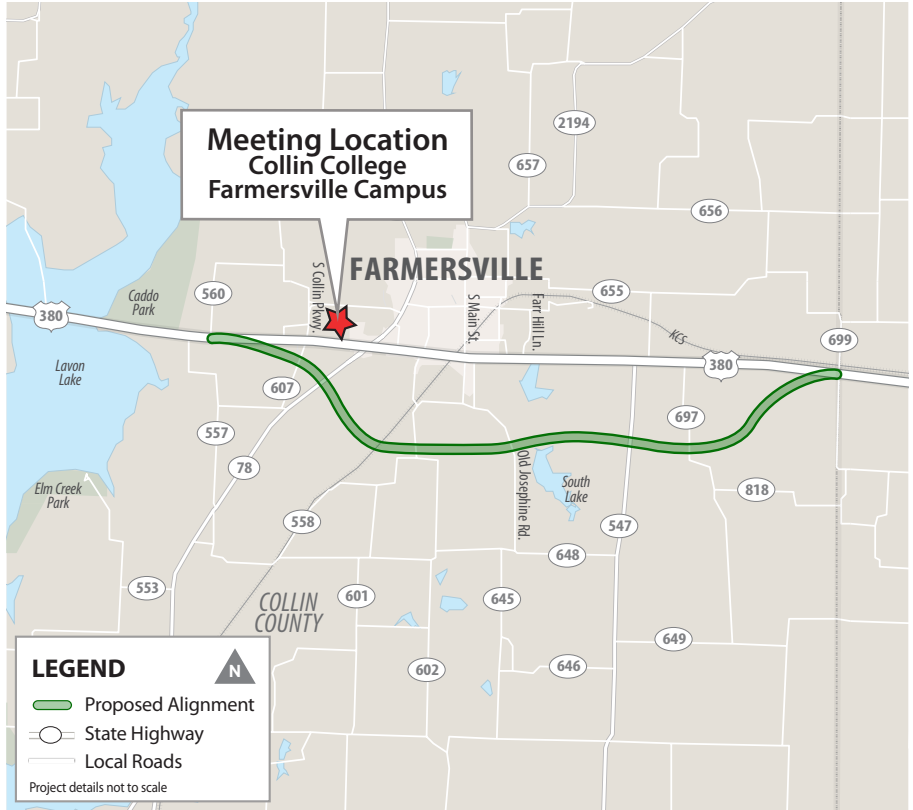 Meeting Location
Collin College
Farmersville Campus
2194
657
656
FARMERSVILLE
S Collin Pkwy.
560
Caddo
Park
380
655
S Main St.
Farr Hill Ln.
KCS
699
380
Lavon
Lake
607
697
557
78
Old Josephine Rd.
South
Lake
818
Elm Creek
Park
558
547
648
553
601
645
COLLIN
COUNTY
649
602
646
LEGEND
N
Proposed Alignment
State Highway
Local Roads
Project details not to scale